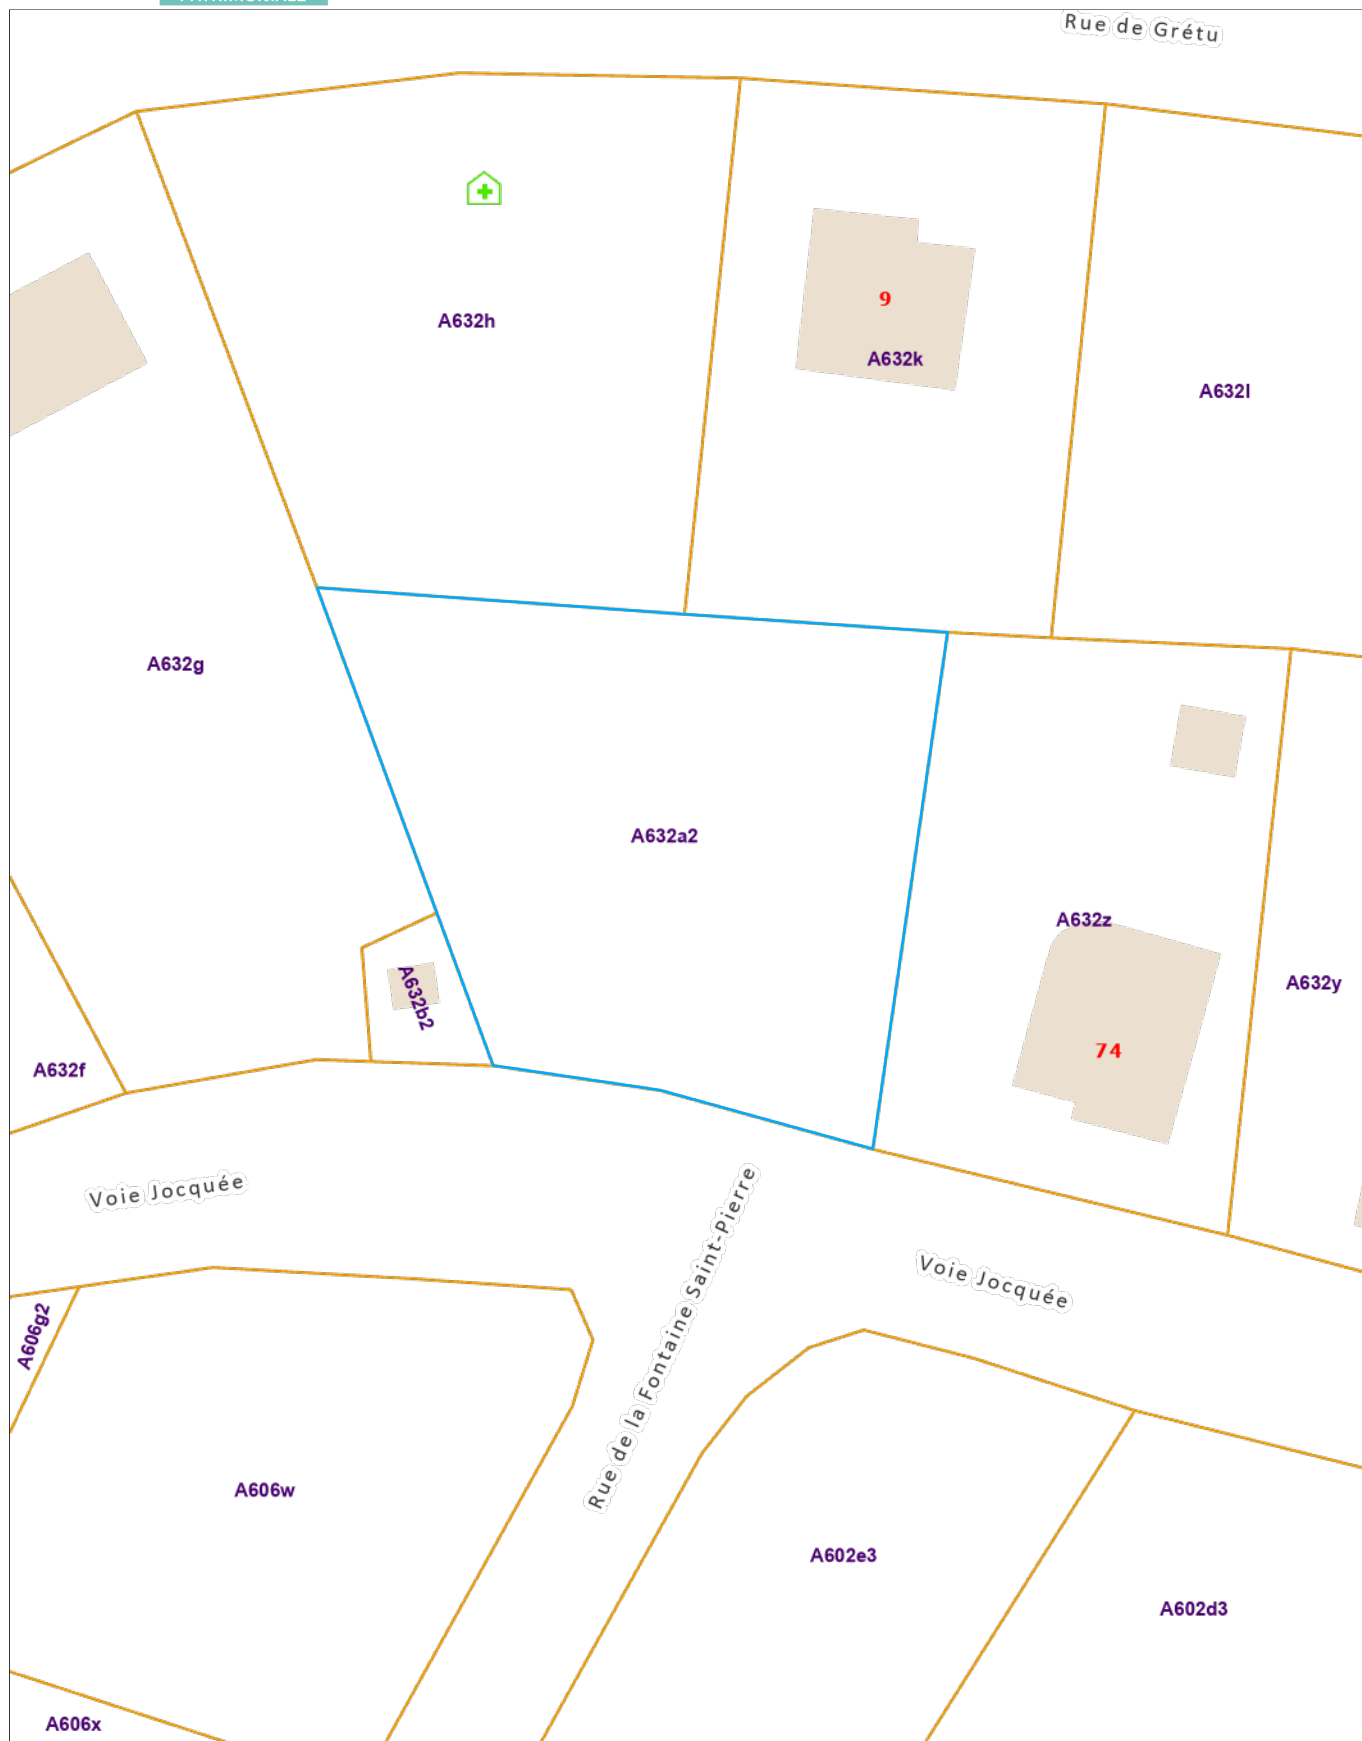 Rue de Grétu
9
A632h
A632k
A632l
A632g
A632a2
A632z
A632y
A632b2
74
A632f
Voie Jocquée
Rue de la Fontaine Saint-Pierre
Voie Jocquée
A606g2
A606w
A602e3
A602d3
A606x